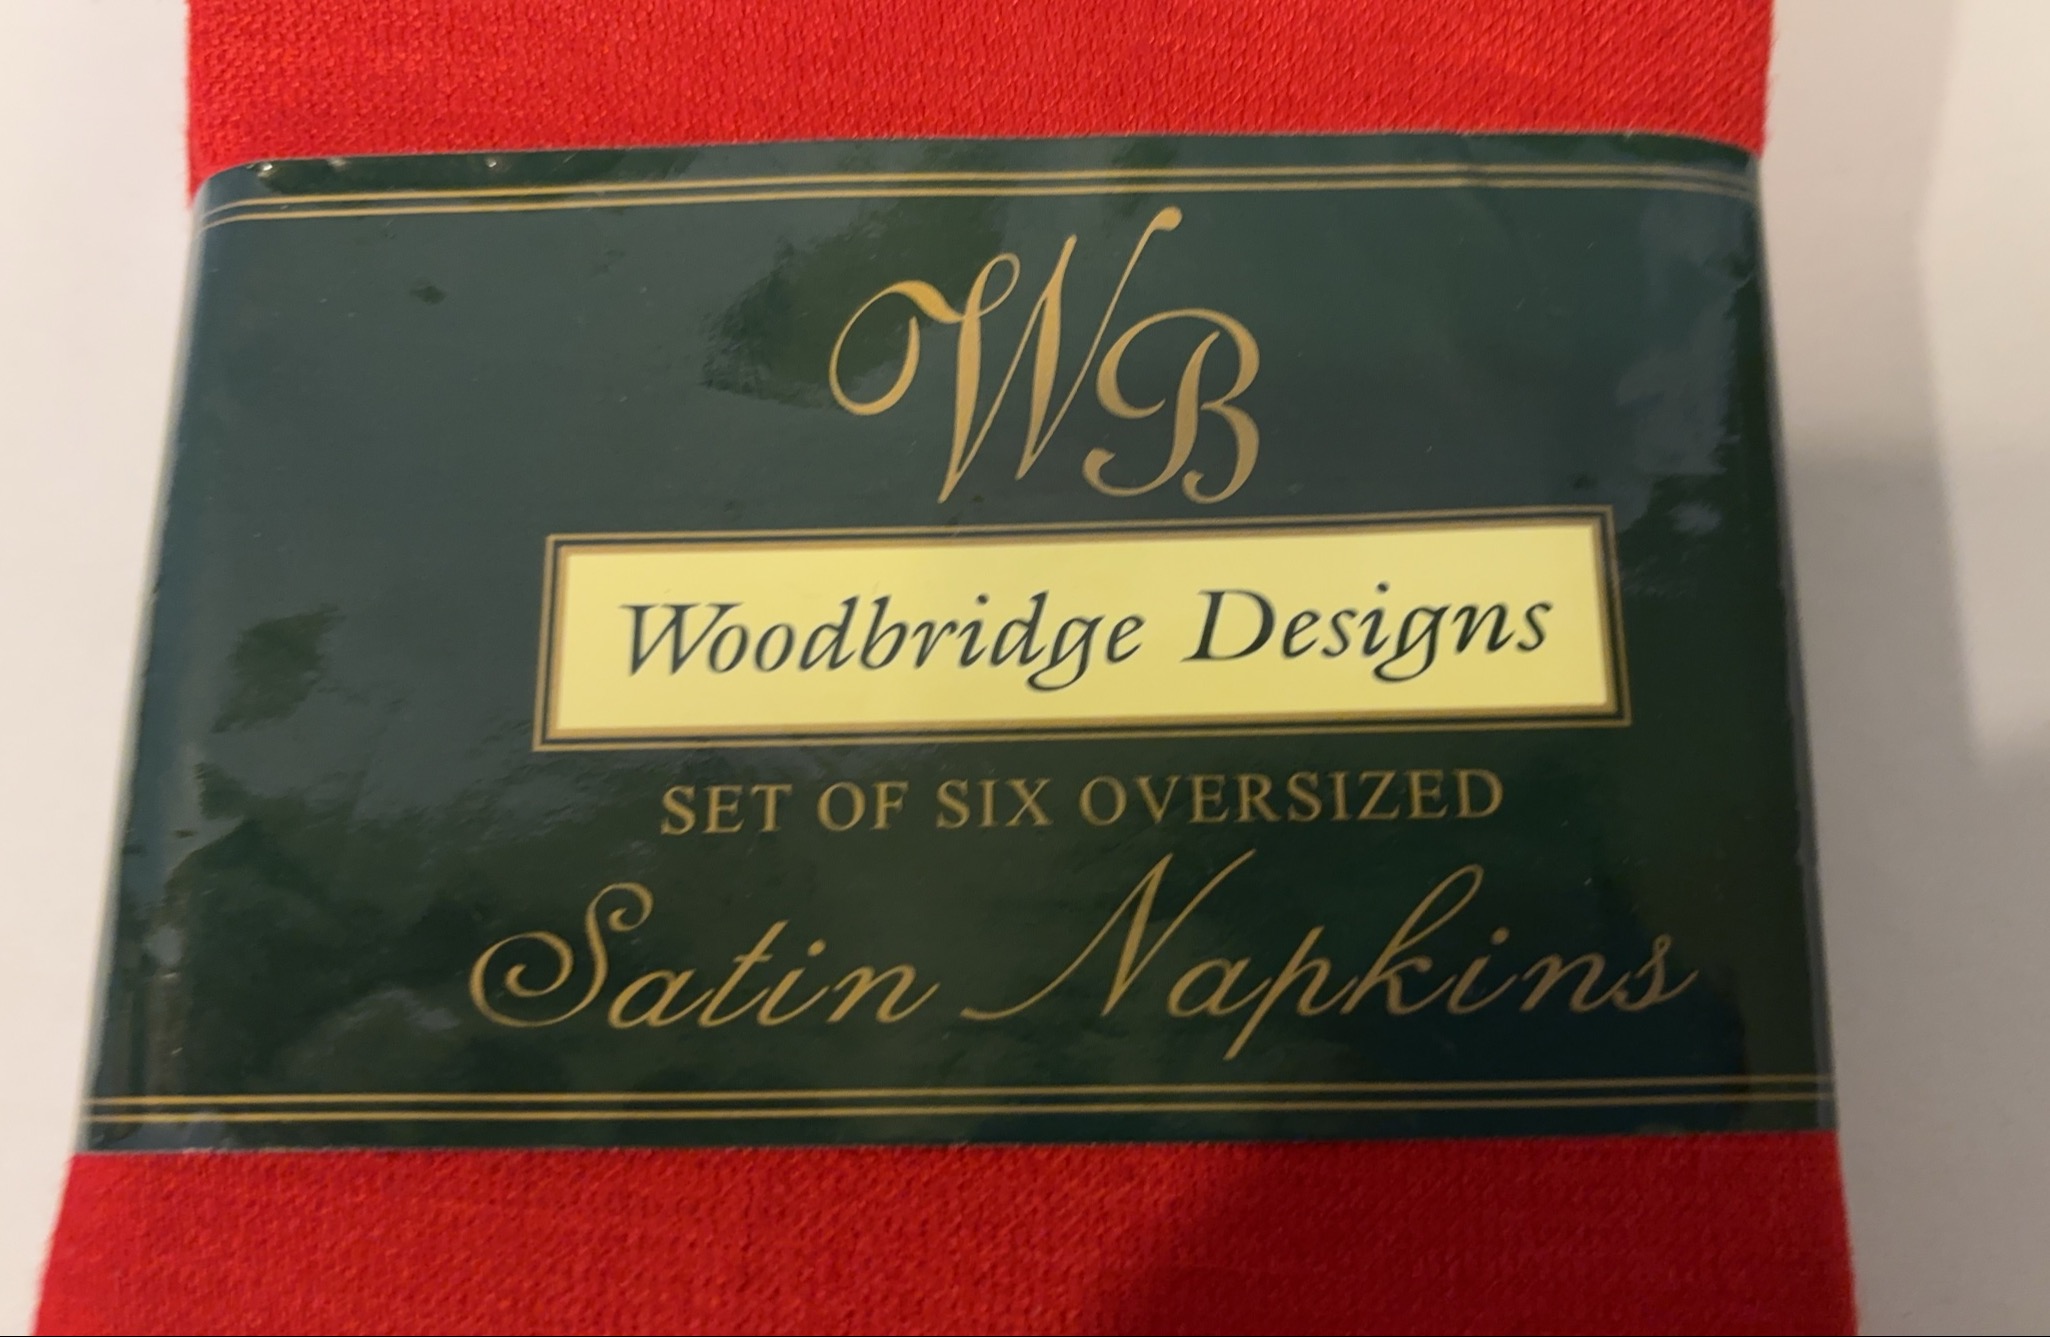 WB
Woodbridge Designs
SET OF SIX OVERSIZED
Satin Napkins